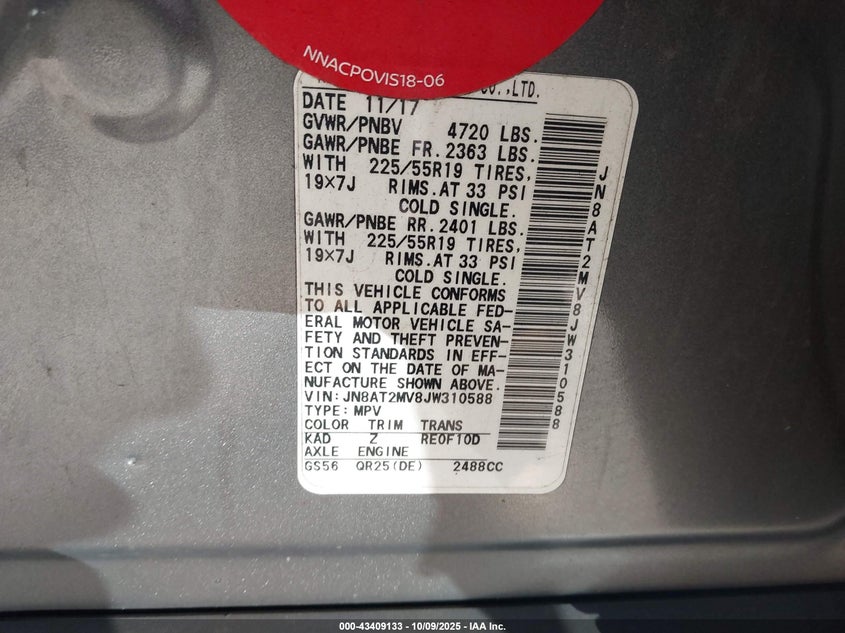 NNACPOVIS18-06
CO.,LTD.
DATE 11/17
GVWR/PNBV 4720 LBS.
GAWR/PNBE FR. 2363 LBS.
WITH 225/55R19 TIRES,
19×7J RIMS.AT 33 PSI
COLD SINGLE.
GAWR/PNBE RR. 2401 LBS.
WITH 225/55R19 TIRES,
19×7J RIMS.AT 33 PSI
COLD SINGLE.
THIS VEHICLE CONFORMS
TO ALL APPLICABLE FED-
ERAL MOTOR VEHICLE SA-
FETY AND THEFT PREVEN-
TION STANDARDS IN EFF-
ECT ON THE DATE OF MA-
NUFACTURE SHOWN ABOVE.
VIN:JN8AT2MV8JW310588
TYPE:MPV
COLOR TRIM TRANS
KAD Z RE0F10D
AXLE ENGINE
GS56 QR25(DE) 2488CC
JN8AT2MV8JW310588
000-43409133 - 10/09/2025 - IAA Inc.